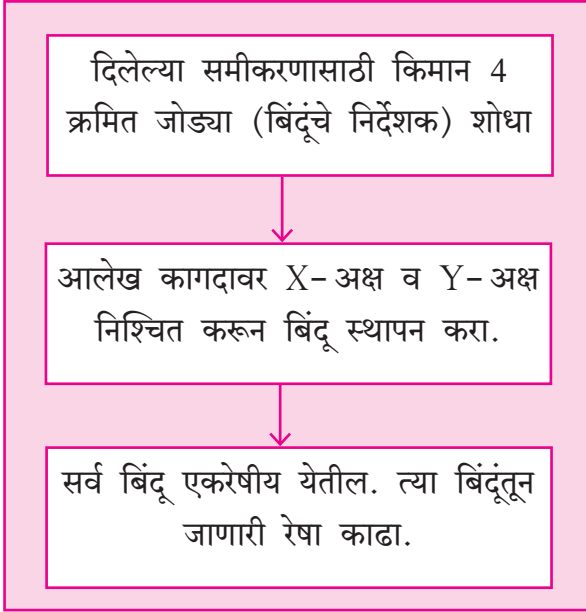 दिलेल्या समीकरणासाठी किमान 4
क्रमित जोड्या (बिंदूंचे निर्देशक) शोधा
आलेख कागदावर X- अक्ष व Y- अक्ष
निश्चित करून बिंदू स्थापन करा.
सर्व बिंदू एकरेषीय येतील. त्या बिंदूंतून
जाणारी रेषा काढा.